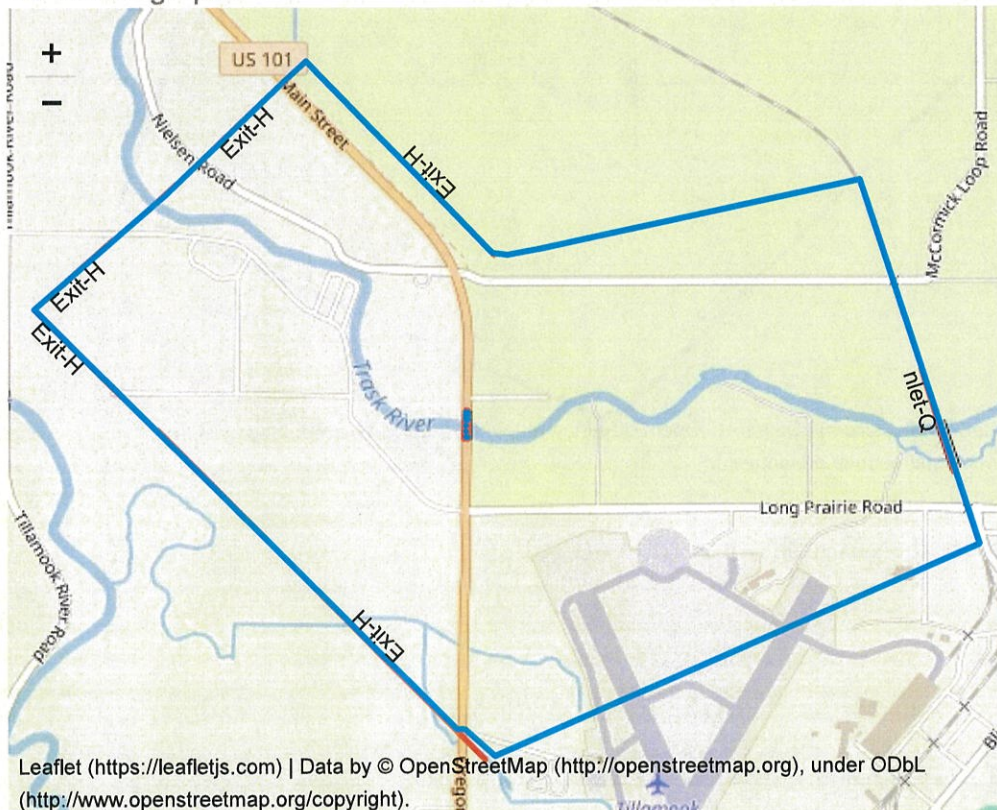 +
US 101
−
Main Street
Exit-H
Nielsen Road
Exit-H
McCormick Loop Road
Exit-H
Exit-H
Trask River
nlet-Q
Long Prairie Road
Tillamook River Road
Exit-H
Leaflet (https://leafletjs.com) | Data by © OpenStreetMap (http://openstreetmap.org), under ODbL
(http://www.openstreetmap.org/copyright).